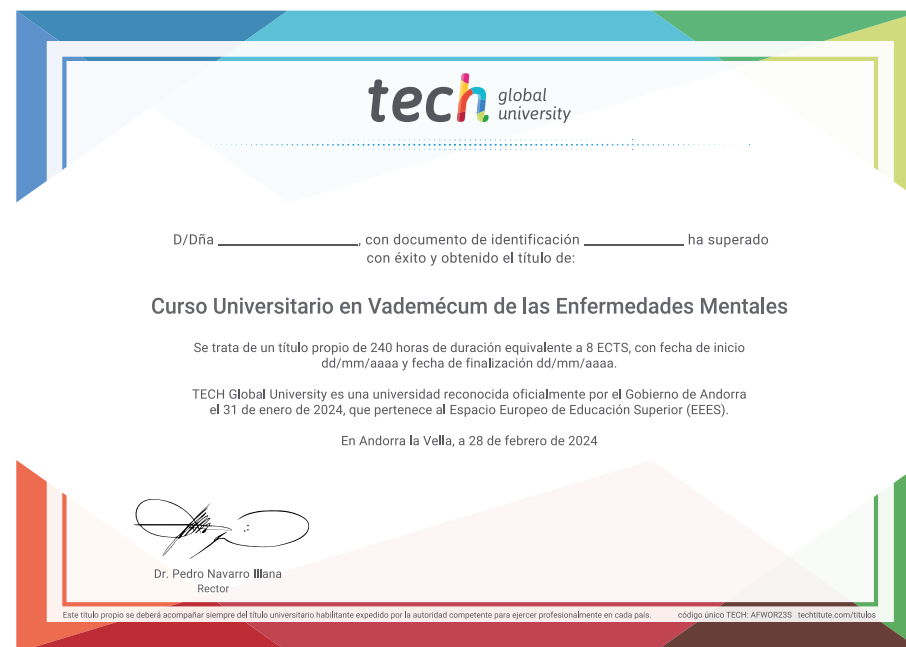 tech global university
D/Dña ____________________, con documento de identificación ______________ ha superado
con éxito y obtenido el título de:
Curso Universitario en Vademécum de las Enfermedades Mentales
Se trata de un título propio de 240 horas de duración equivalente a 8 ECTS, con fecha de inicio
dd/mm/aaaa y fecha de finalización dd/mm/aaaa.
TECH Global University es una universidad reconocida oficialmente por el Gobierno de Andorra
el 31 de enero de 2024, que pertenece al Espacio Europeo de Educación Superior (EEES).
En Andorra la Vella, a 28 de febrero de 2024
Dr. Pedro Navarro Illana
Rector
Este título propio se deberá acompañar siempre del título universitario habilitante expedido por la autoridad competente para ejercer profesionalmente en cada país. código único TECH: AFWOR23S techtitute.com/titulos